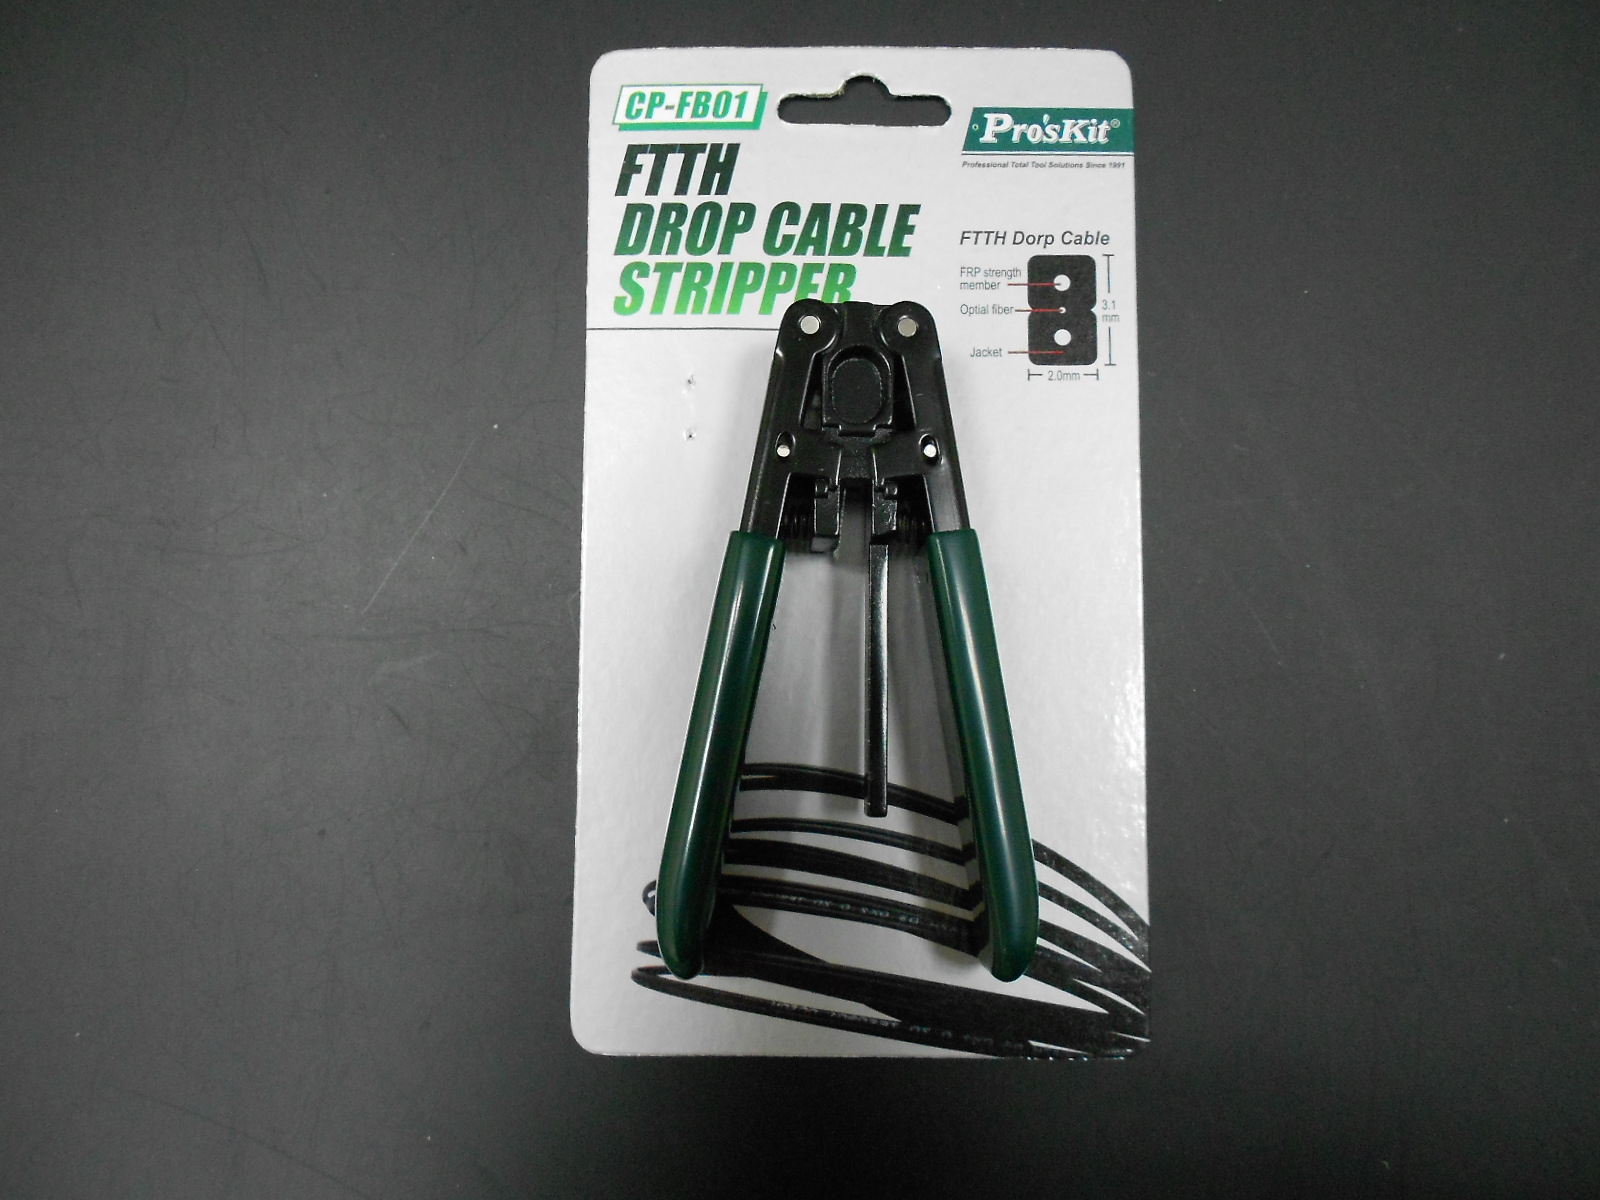 CP-FB01
Pro'sKit®
Professional Total Tool Solutions Since 1991
FTTH
DROP CABLE
STRIPPER
FTTH Dorp Cable
FRP strength
member
Optial fiber
Jacket
3.1
mm
2.0mm